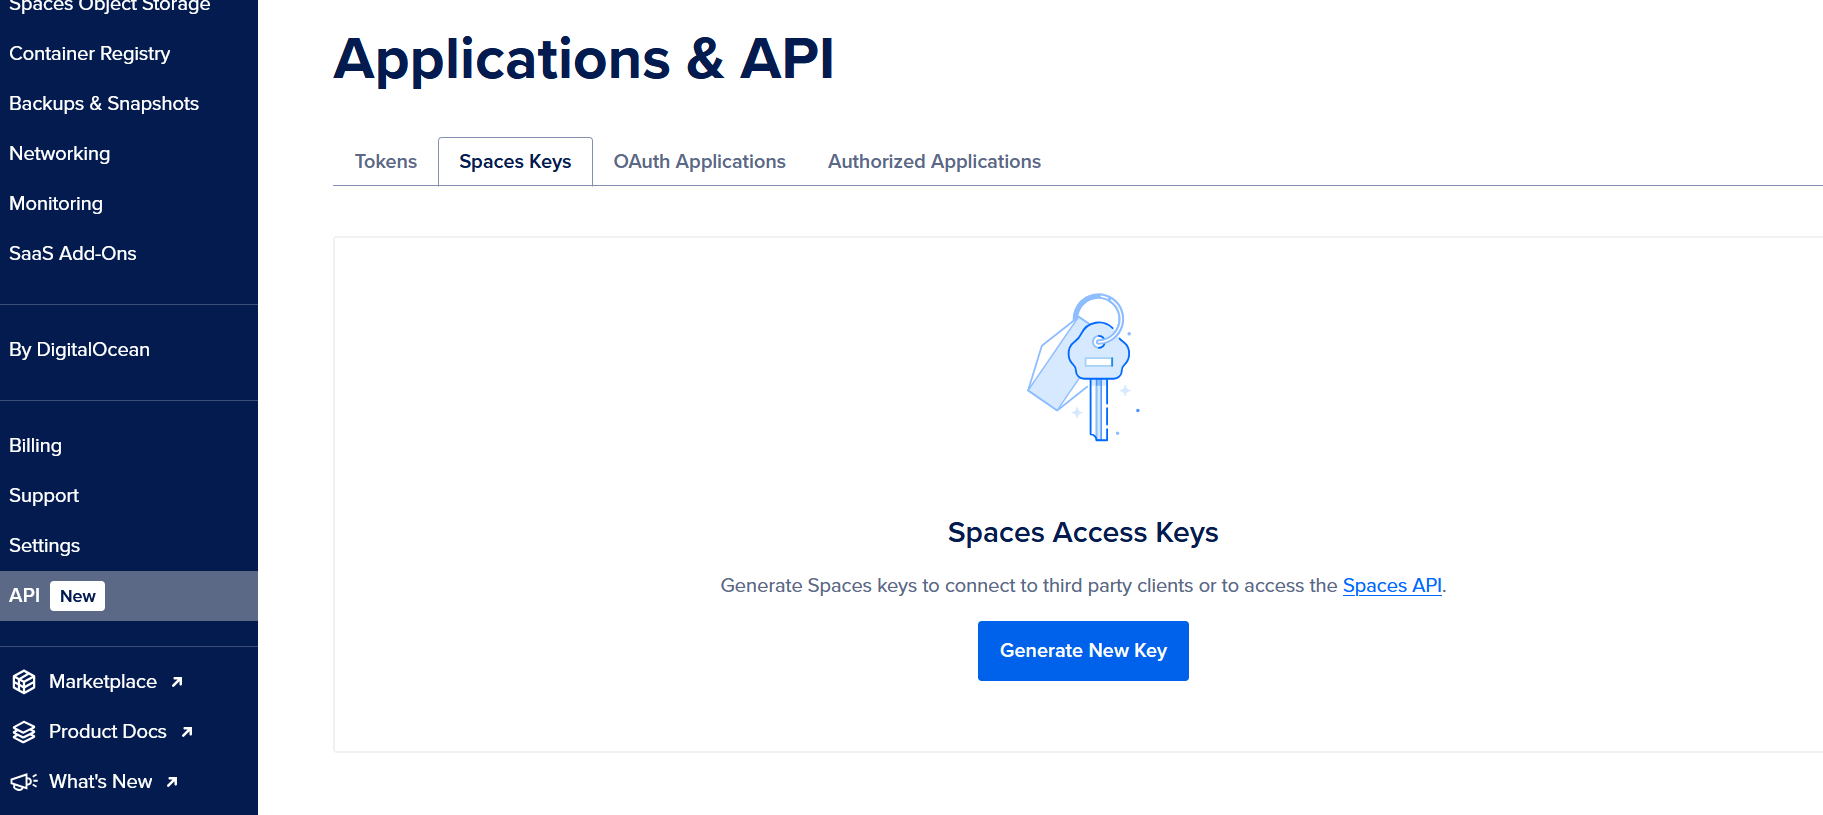 Spaces Object Storage
Container Registry
Backups & Snapshots
Networking
Monitoring
SaaS Add-Ons
By DigitalOcean
Billing
Support
Settings
API New
Marketplace
Product Docs
What's New
Applications & API
Tokens Spaces Keys OAuth Applications Authorized Applications
Spaces Access Keys
Generate Spaces keys to connect to third party clients or to access the Spaces API.
Generate New Key